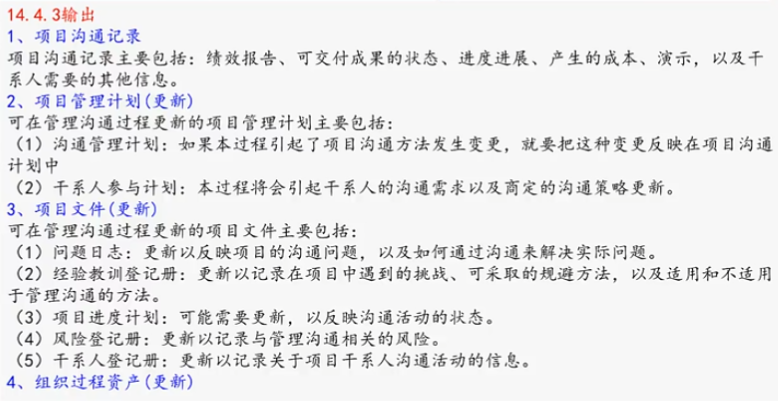 14.4.3输出
1、项目沟通记录
项目沟通记录主要包括：绩效报告、可交付成果的状态、进度进展、产生的成本、演示，以及干
系人需要的其他信息。
2、项目管理计划(更新)
可在管理沟通过程更新的项目管理计划主要包括：
（1）沟通管理计划：如果本过程引起了项目沟通方法发生变更，就要把这种变更反映在项目沟通
计划中
（2）干系人参与计划：本过程将会引起干系人的沟通需求以及商定的沟通策略更新。
3、项目文件(更新)
可在管理沟通过程更新的项目文件主要包括：
（1）问题日志：更新以反映项目的沟通问题，以及如何通过沟通来解决实际问题。
（2）经验教训登记册：更新以记录在项目中遇到的挑战、可采取的规避方法，以及适用和不适用
于管理沟通的方法。
（3）项目进度计划：可能需要更新，以反映沟通活动的状态。
（4）风险登记册：更新以记录与管理沟通相关的风险。
（5）干系人登记册：更新以记录关于项目干系人沟通活动的信息。
4、组织过程资产(更新)